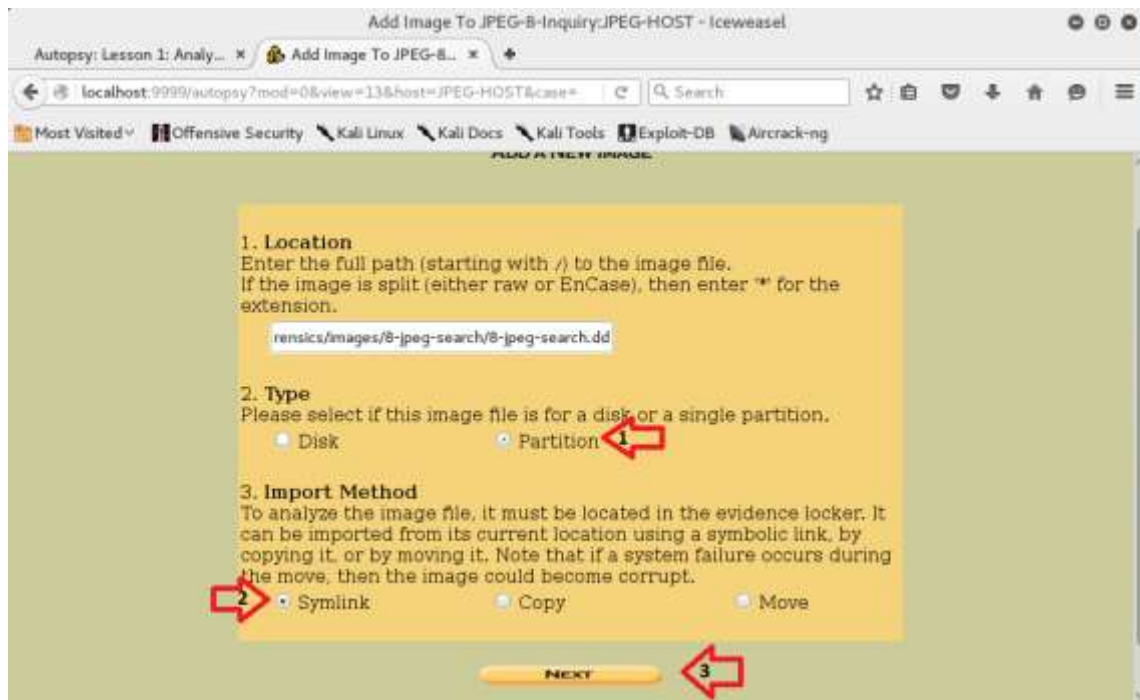 Add Image To JPEG-8-Inquiry:JPEG-HOST - Iceweasel
Autopsy: Lesson 1: Analy... × Add Image To JPEG-8... ×
localhost:9999/autopsy?mod=0&view=13&host=JPEG-HOST&case= Search
Most Visited Offensive Security Kali Linux Kali Docs Kali Tools Exploit-DB Aircrack-ng
ADD A NEW IMAGE
1. Location
Enter the full path (starting with /) to the image file.
If the image is split (either raw or EnCase), then enter '*' for the
extension.
rensics/images/8-jpeg-search/8-jpeg-search.dd
2. Type
Please select if this image file is for a disk or a single partition.
Disk Partition 1
3. Import Method
To analyze the image file, it must be located in the evidence locker. It
can be imported from its current location using a symbolic link, by
copying it, or by moving it. Note that if a system failure occurs during
the move, then the image could become corrupt.
2 Symlink Copy Move
NEXT 3